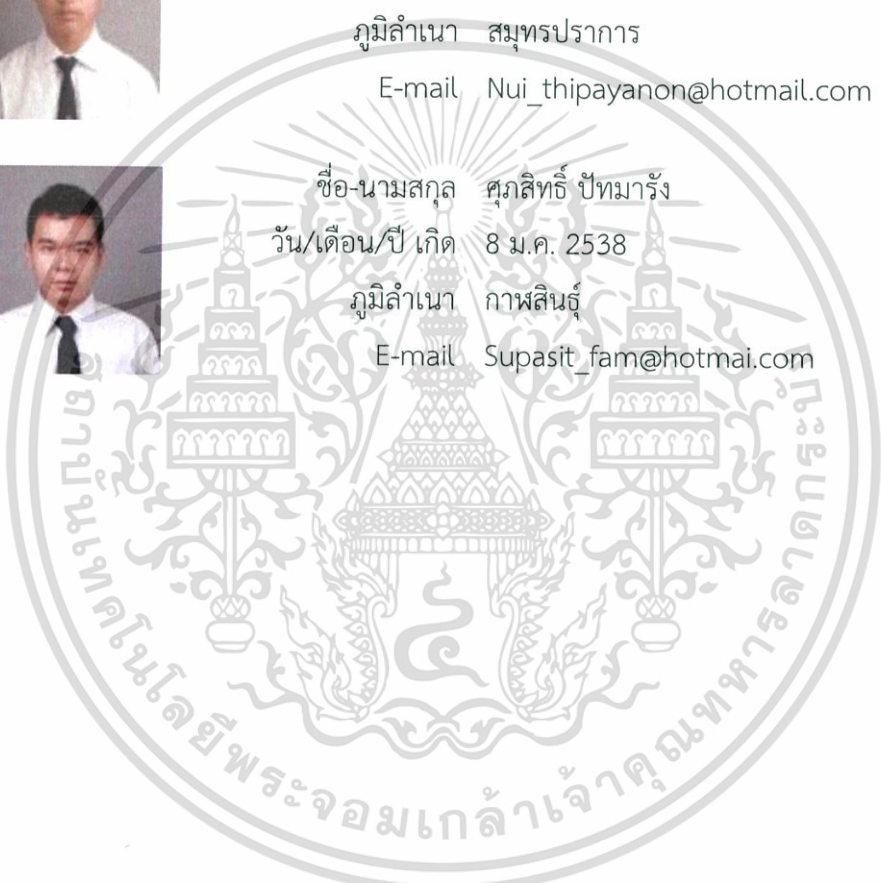 ภูมิลำเนา สมุทรปราการ
E-mail Nui_thipayanon@hotmail.com
ชื่อ-นามสกุล ศุภสิทธิ์ ปัทมารัง
วัน/เดือน/ปี เกิด 8 ม.ค. 2538
ภูมิลำเนา กาฬสินธุ์
E-mail Supasit_fam@hotmai.com
สถาบันเทคโนโลยีพระจอมเกล้าเจ้าคุณทหารลาดกระบัง